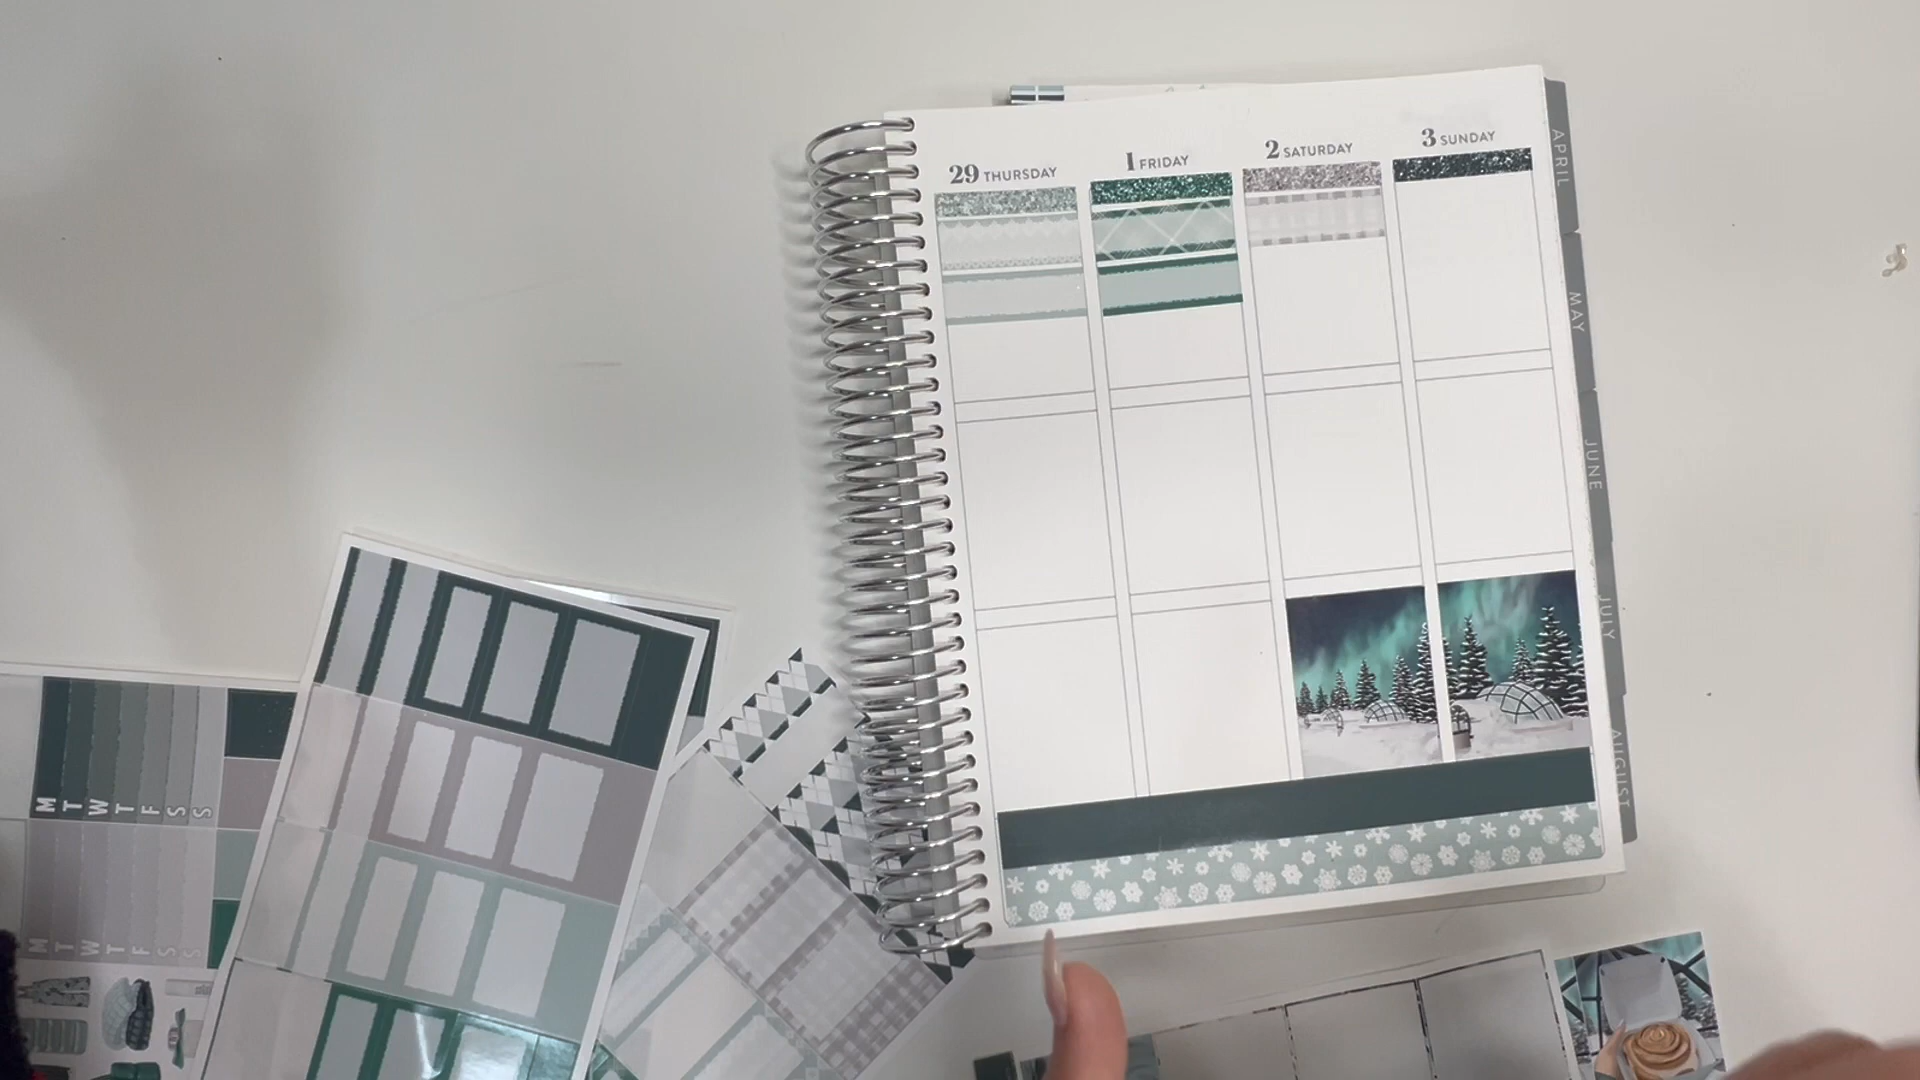 29 THURSDAY
1 FRIDAY
2 SATURDAY
3 SUNDAY
APRIL
MAY
JUNE
JULY
AUGUST
M T W T F S S
M T W T F S S